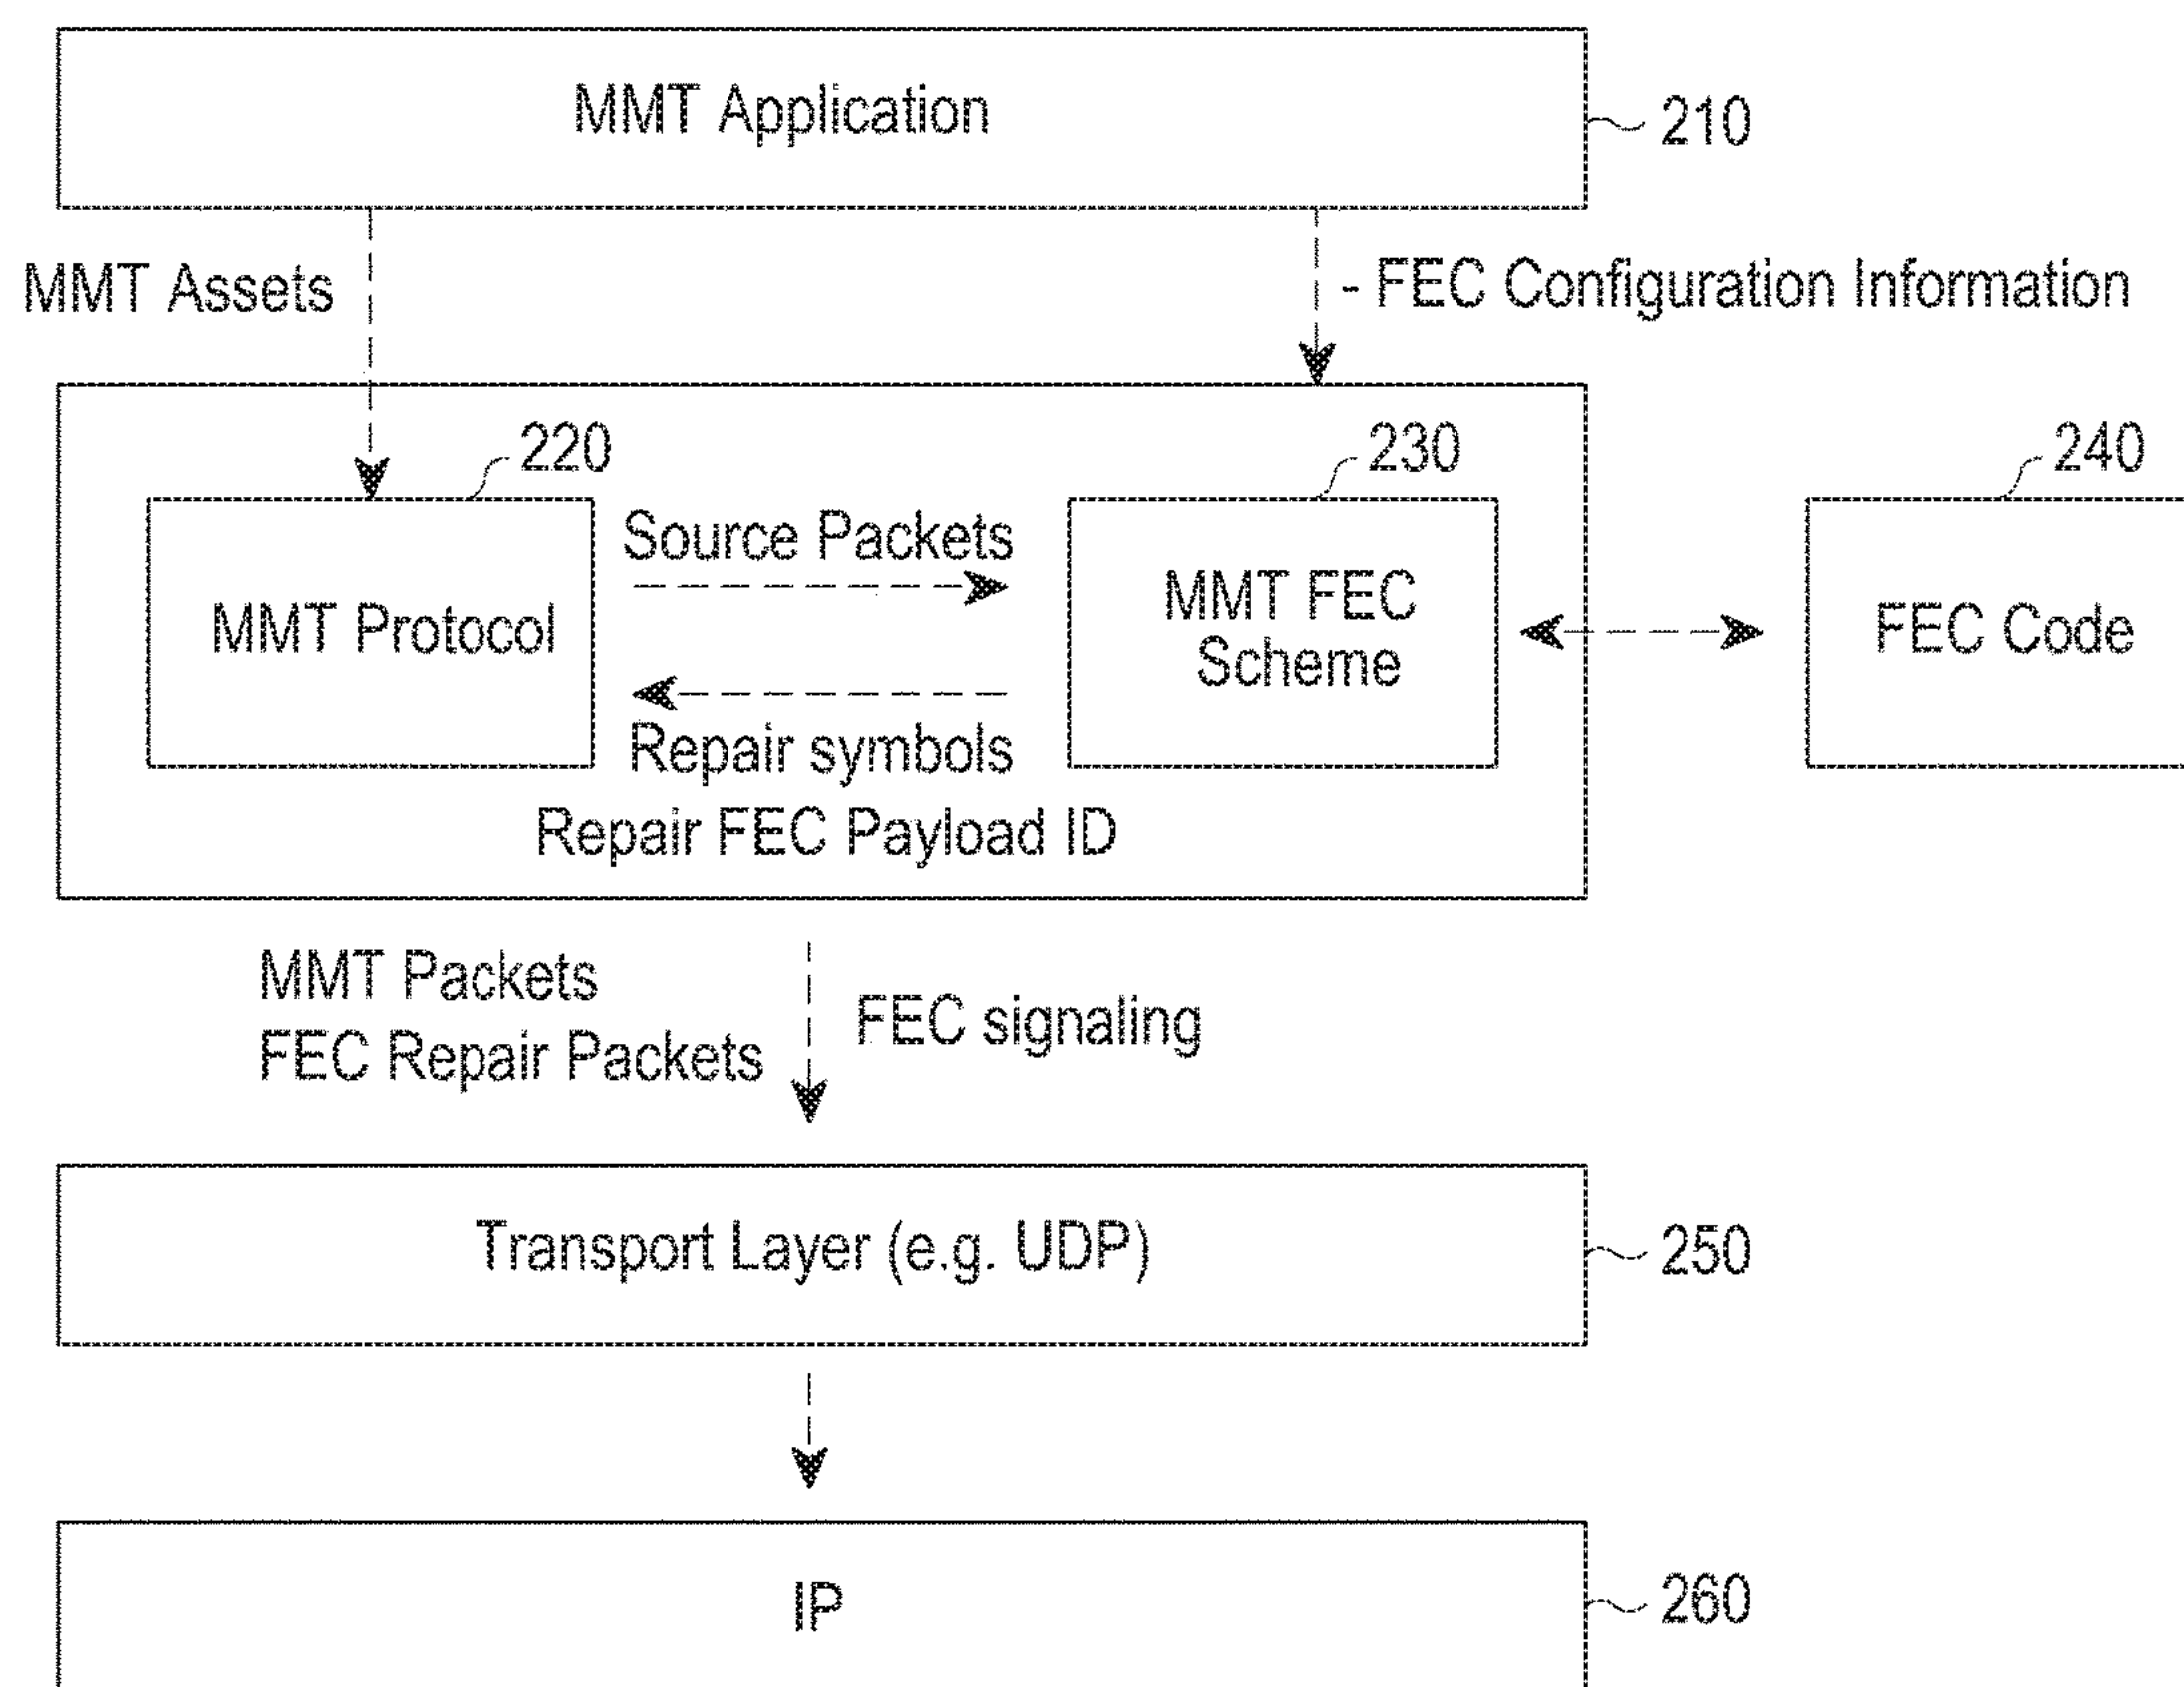 MMT Application
210
MMT Assets
- FEC Configuration Information
220
230
240
Source Packets
MMT Protocol
MMT FEC
Scheme
FEC Code
Repair symbols
Repair FEC Payload ID
MMT Packets
FEC Repair Packets
FEC signaling
Transport Layer (e.g. UDP)
250
IP
260